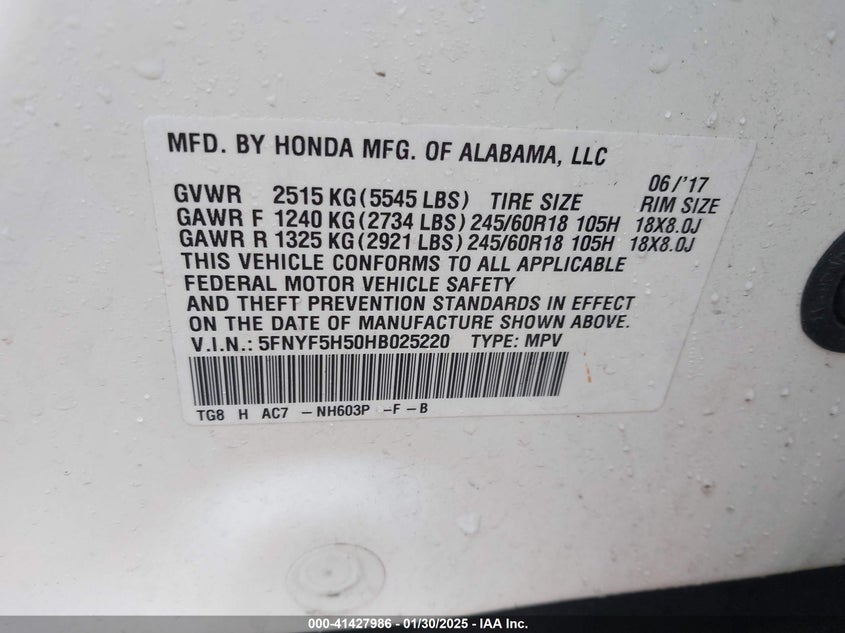 MFD. BY HONDA MFG. OF ALABAMA, LLC
06/'17
GVWR 2515 KG (5545 LBS) TIRE SIZE RIM SIZE
GAWR F 1240 KG (2734 LBS) 245/60R18 105H 18X8.0J
GAWR R 1325 KG (2921 LBS) 245/60R18 105H 18X8.0J
THIS VEHICLE CONFORMS TO ALL APPLICABLE
FEDERAL MOTOR VEHICLE SAFETY
AND THEFT PREVENTION STANDARDS IN EFFECT
ON THE DATE OF MANUFACTURE SHOWN ABOVE.
V.I.N.: 5FNYF5H50HB025220 TYPE: MPV
TG8 H AC7 -NH603P -F-B
000-41427986 - 01/30/2025 - IAA Inc.